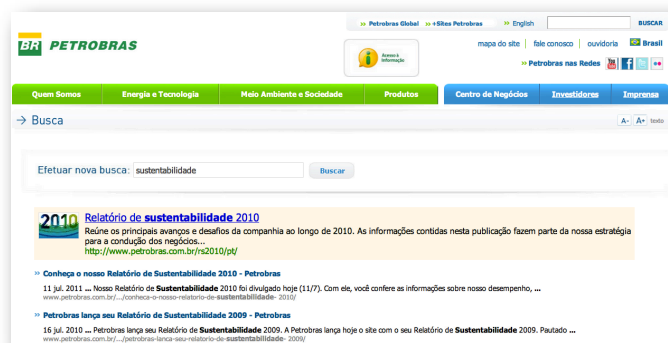 Petrobras Global
+Sites Petrobras
English
BUSCAR
BR PETROBRAS
Acesso à
Informação
mapa do site | fale conosco | ouvidoria
Brasil
Petrobras nas Redes
Quem Somos
Energia e Tecnologia
Meio Ambiente e Sociedade
Produtos
Centro de Negócios
Investidores
Imprensa
Busca
A- A+ texto
Efetuar nova busca: sustentabilidade Buscar
2010
Relatório de sustentabilidade 2010
Reúne os principais avanços e desafios da companhia ao longo de 2010. As informações contidas nesta publicação fazem parte da nossa estratégia
para a condução dos negócios...
http://www.petrobras.com.br/rs2010/pt/
Conheça o nosso Relatório de Sustentabilidade 2010 - Petrobras
11 jul. 2011 ... Nosso Relatório de Sustentabilidade 2010 foi divulgado hoje (11/7). Com ele, você confere as informações sobre nosso desempenho, ...
www.petrobras.com.br/.../conheca-o-nosso-relatorio-de-sustentabilidade- 2010/
Petrobras lança seu Relatório de Sustentabilidade 2009 - Petrobras
16 jul. 2010 ... Petrobras lança seu Relatório de Sustentabilidade 2009. A Petrobras lança hoje o site com o seu Relatório de Sustentabilidade 2009. Pautado ...
www.petrobras.com.br/.../petrobras-lanca-seu-relatorio-de-sustentabilidade- 2009/